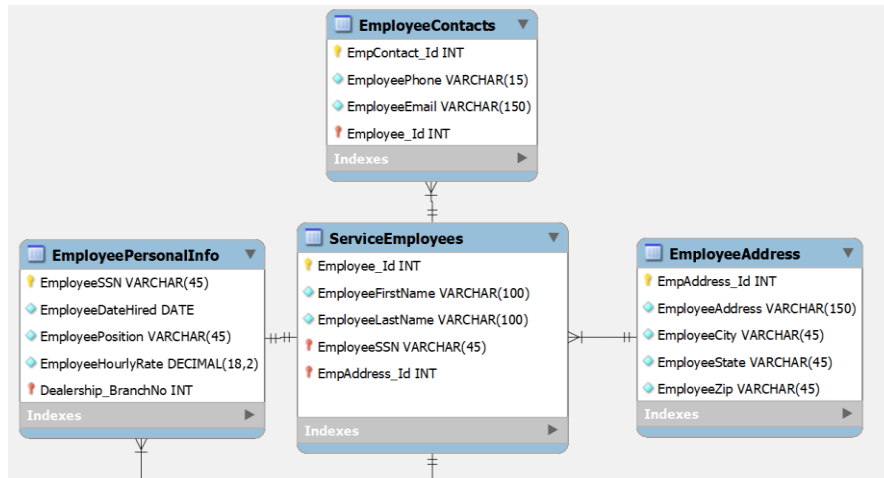 EmployeeContacts
EmpContact_Id INT
EmployeePhone VARCHAR(15)
EmployeeEmail VARCHAR(150)
Employee_Id INT
Indexes
EmployeePersonalInfo
EmployeeSSN VARCHAR(45)
EmployeeDateHired DATE
EmployeePosition VARCHAR(45)
EmployeeHourlyRate DECIMAL(18,2)
Dealership_BranchNo INT
Indexes
ServiceEmployees
Employee_Id INT
EmployeeFirstName VARCHAR(100)
EmployeeLastName VARCHAR(100)
EmployeeSSN VARCHAR(45)
EmpAddress_Id INT
Indexes
EmployeeAddress
EmpAddress_Id INT
EmployeeAddress VARCHAR(150)
EmployeeCity VARCHAR(45)
EmployeeState VARCHAR(45)
EmployeeZip VARCHAR(45)
Indexes